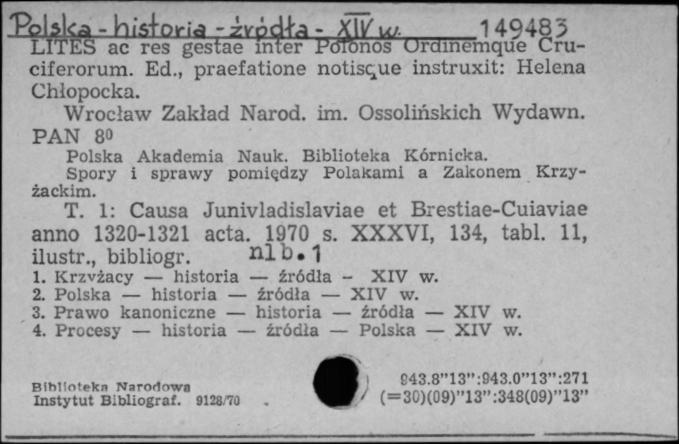 Polska - historia - źródła - XIV w. 149483
LITES ac res gestae inter Polonos Ordinemque Cru-
ciferorum. Ed., praefatione notisque instruxit: Helena
Chłopocka.
Wrocław Zakład Narod. im. Ossolińskich Wydawn.
PAN 8⁰
Polska Akademia Nauk. Biblioteka Kórnicka.
Spory i sprawy pomiędzy Polakami a Zakonem Krzy-
żackim.
T. 1: Causa Junivladislaviae et Brestiae-Cuiaviae
anno 1320-1321 acta. 1970 s. XXXVI, 134, tabl. 11,
ilustr., bibliogr. nlb. 1
1. Krzyżacy — historia — źródła - XIV w.
2. Polska — historia — źródła — XIV w.
3. Prawo kanoniczne — historia — źródła — XIV w.
4. Procesy — historia — źródła — Polska — XIV w.
943.8"13":943.0"13":271
Biblioteka Narodowa
Instytut Bibliograf. 9128/70 (=30)(09)"13":348(09)"13"